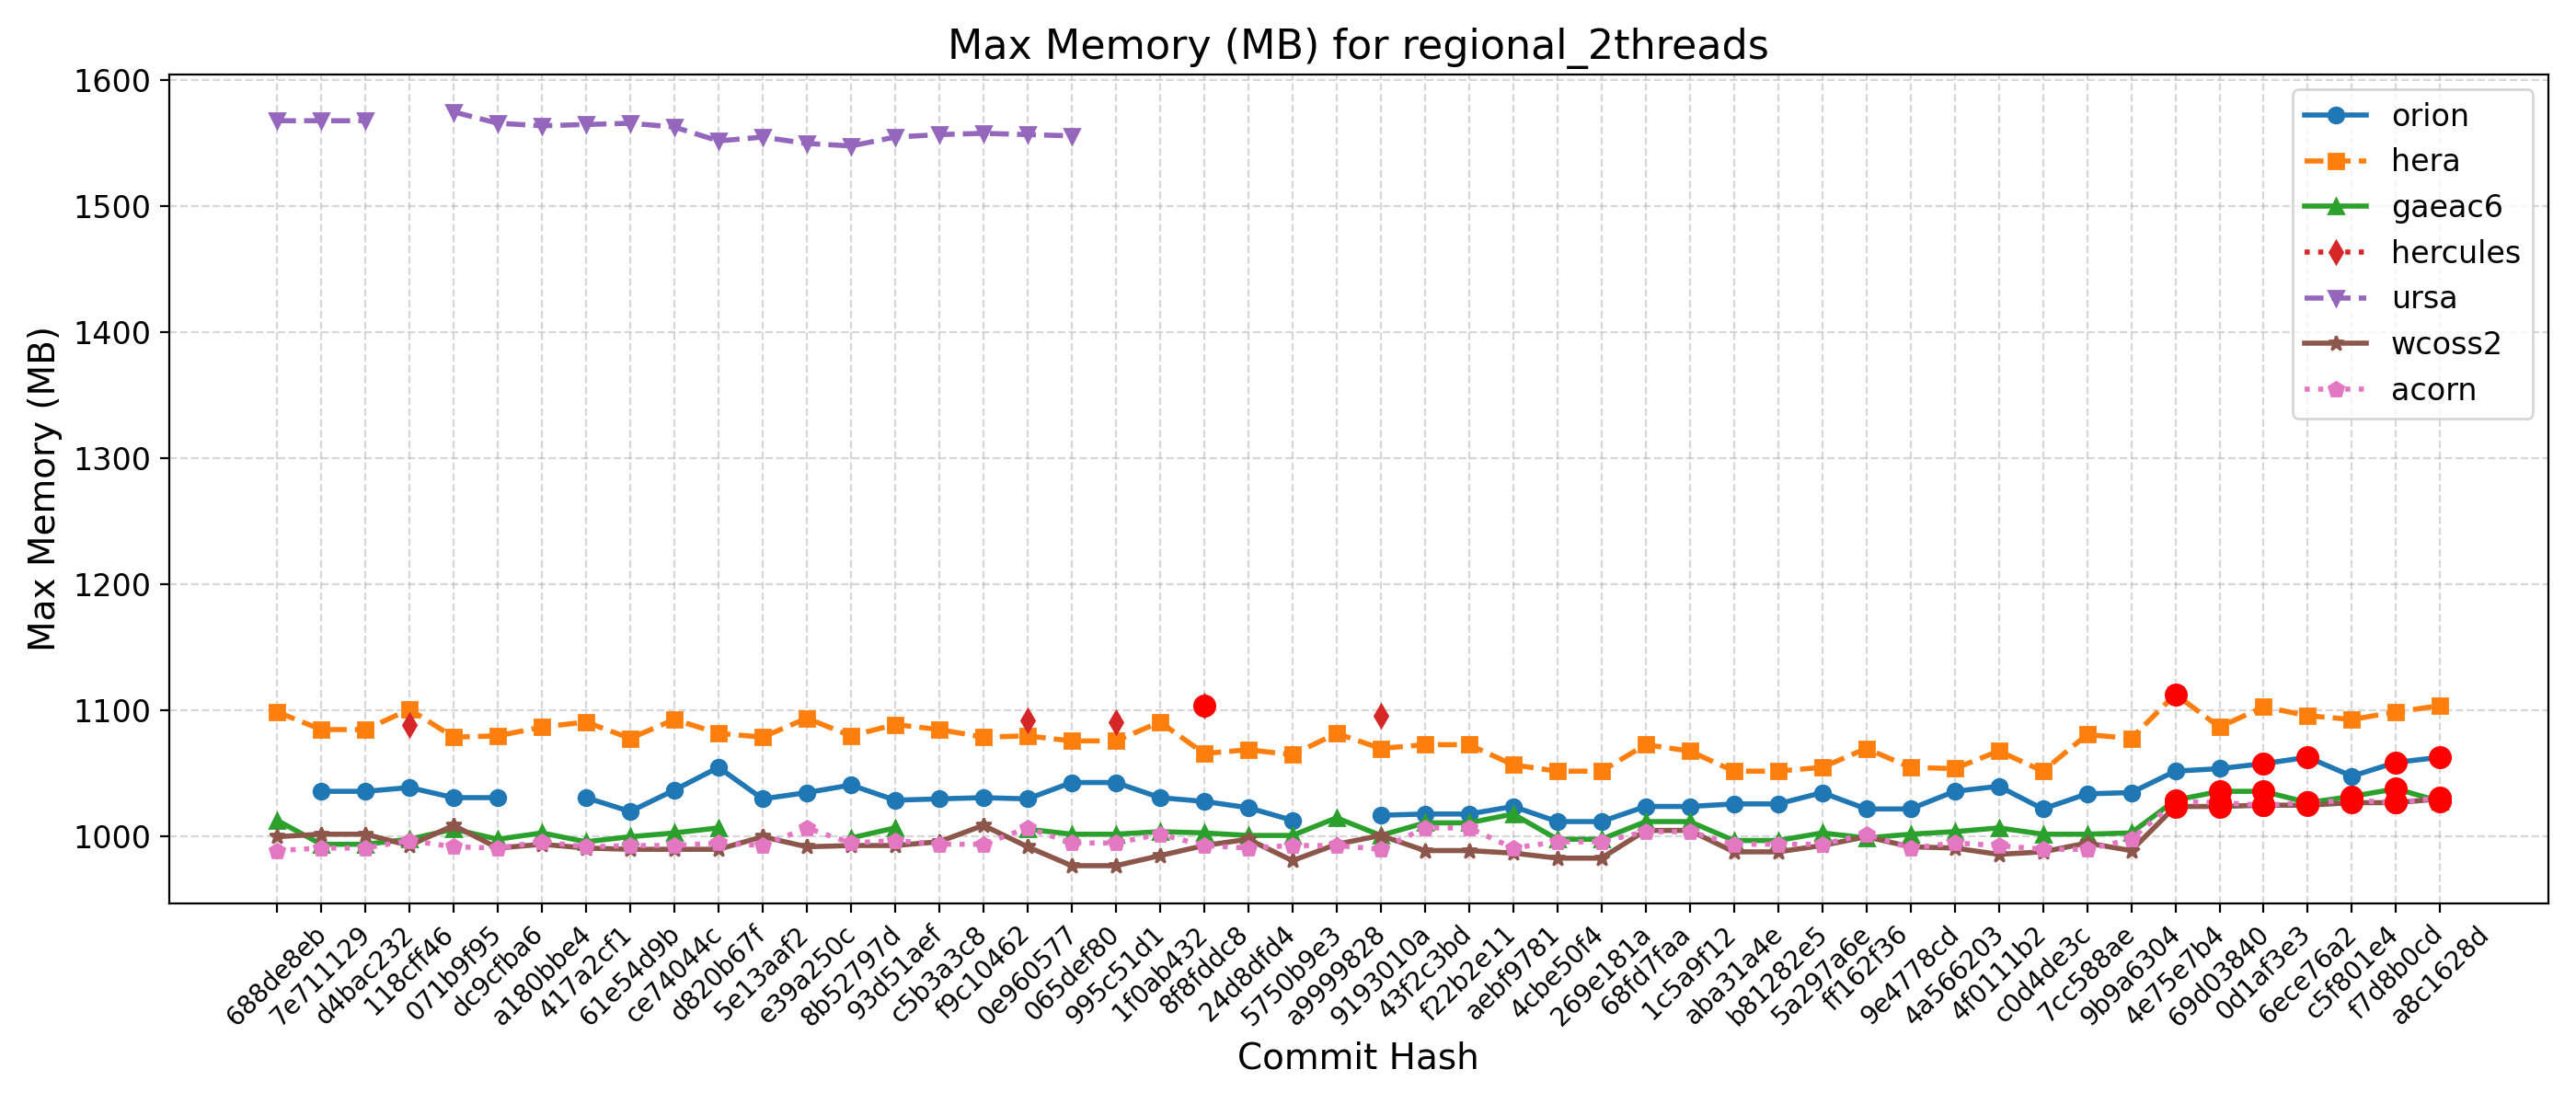 Max Memory (MB) for regional_2threads
Max Memory (MB)
1600
1500
1400
1300
1200
1100
1000
orion
hera
gaeac6
hercules
ursa
wcoss2
acorn
688de8eb
7e711129
d4bac232
118cff46
071b9f95
dc9cfba6
a180bbe4
417a2cf1
61e54d9b
ce74044c
d820b67f
5e13aaf2
e39a250c
8b52797d
93d51aef
c5b3a3c8
f9c10462
0e960577
065def80
995c51d1
1f0ab432
8f8fddc8
24d8dfd4
5750b9e3
a9999828
9193010a
43f2c3bd
f22b2e11
aebf9781
4cbe50f4
269e181a
68fd7faa
1c5a9f12
aba31a4e
b81282e5
5a297a6e
ff162f36
9e4778cd
4a566203
4f0111b2
c0d4de3c
7cc588ae
9b9a6304
4e75e7b4
69d03840
0d1af3e3
6ece76a2
c5f801e4
f7d8b0cd
a8c1628d
Commit Hash